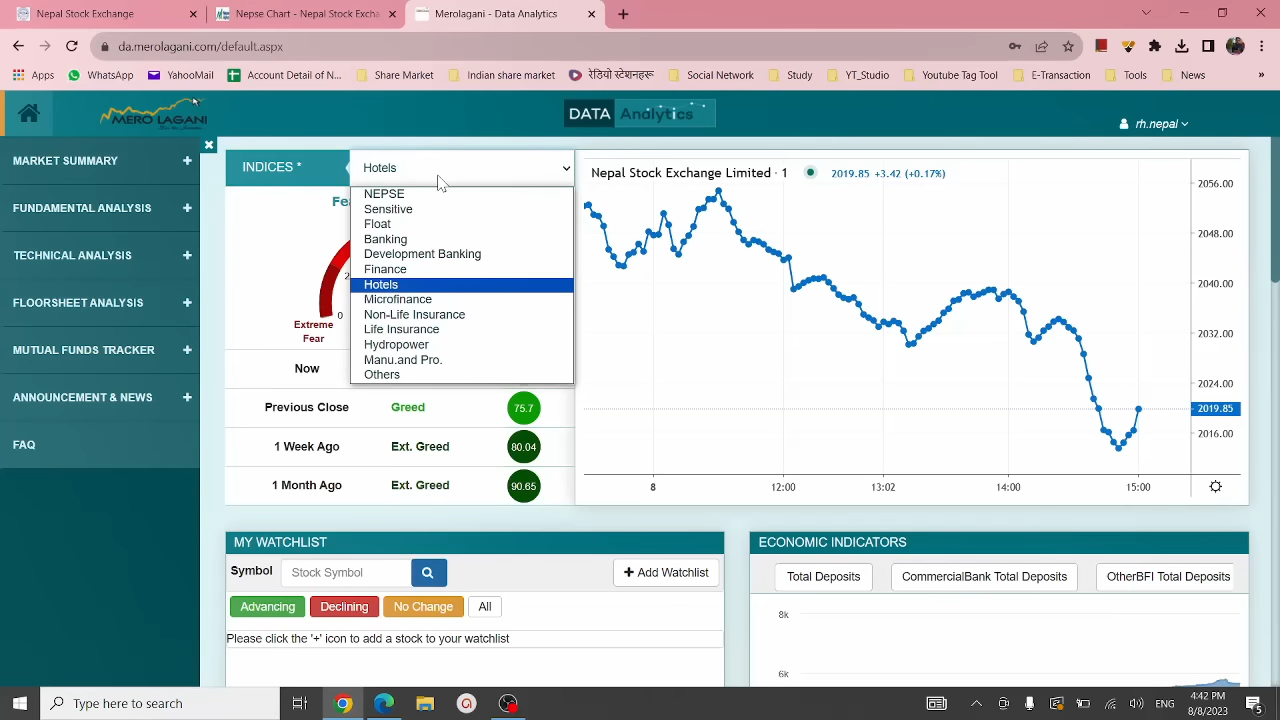 Nepal Stock Exchange
Nepal Stock Exchange - Exchan
Merolagani - Data Analytics
da.merolagani.com/default.aspx
Apps
WhatsApp
YahooMail
Account Detail of N...
Social Network
Indian share market
रेडियो स्टेशनहरू
Social Network
Study
YT_Studio
Youtube Tag Tool
E-Transaction
Tools
News
»
MERO LAGANI
DATA Analytics
rh.nepal
MARKET SUMMARY +
FUNDAMENTAL ANALYSIS +
TECHNICAL ANALYSIS +
FLOORSHEET ANALYSIS +
MUTUAL FUNDS TRACKER +
ANNOUNCEMENT & NEWS +
FAQ
INDICES *
Hotels
NEPSE
Sensitive
Float
Banking
Development Banking
Finance
Hotels
Microfinance
Non-Life Insurance
Life Insurance
Hydropower
Manu.and Pro.
Others
Fea
2
0
Extreme
Fear
Now
Previous Close Greed 75.7
1 Week Ago Ext. Greed 80.04
1 Month Ago Ext. Greed 90.65
Nepal Stock Exchange Limited · 1 2019.85 +3.42 (+0.17%)
2056.00
2048.00
2040.00
2032.00
2024.00
2019.85
2016.00
8 12:00 13:02 14:00 15:00
MY WATCHLIST
Symbol Stock Symbol + Add Watchlist
Advancing Declining No Change All
Please click the '+' icon to add a stock to your watchlist
ECONOMIC INDICATORS
Total Deposits CommercialBank Total Deposits OtherBFI Total Deposits
8k
6k
Type here to search
ENG
4:42 PM
8/8/2023
5